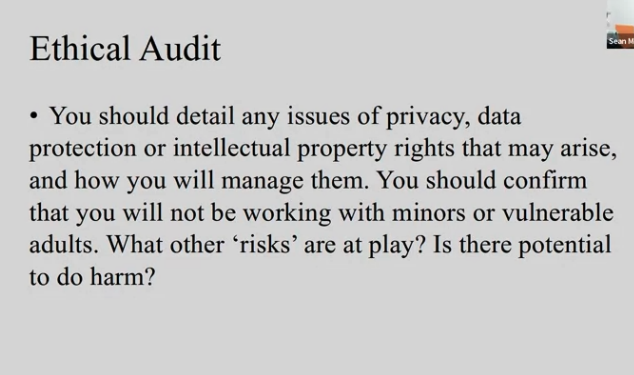 Ethical Audit
Sean M
• You should detail any issues of privacy, data
protection or intellectual property rights that may arise,
and how you will manage them. You should confirm
that you will not be working with minors or vulnerable
adults. What other ‘risks’ are at play? Is there potential
to do harm?